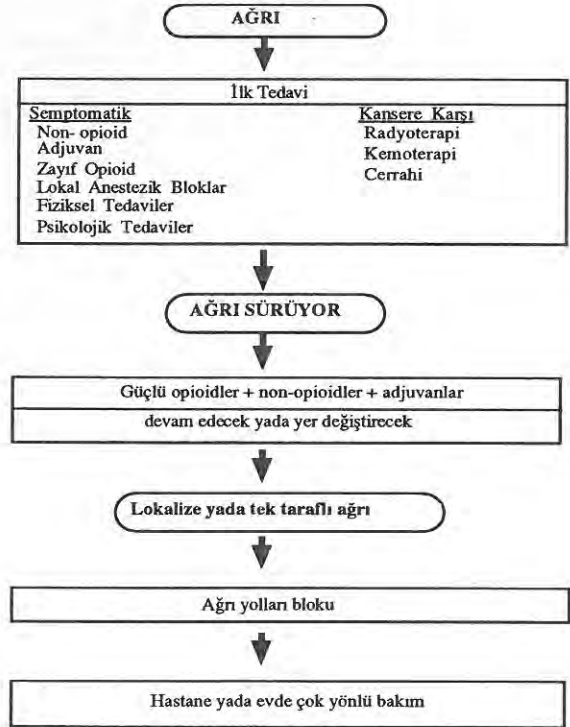 AĞRI
İlk Tedavi
Semptomatik
Non- opioid
Adjuvan
Zayıf Opioid
Lokal Anestezik Bloklar
Fiziksel Tedaviler
Psikolojik Tedaviler
Kansere Karşı
Radyoterapi
Kemoterapi
Cerrahi
AĞRI SÜRÜYOR
Güçlü opioidler + non-opioidler + adjuvanlar
devam edecek yada yer değiştirecek
Lokalize yada tek taraflı ağrı
Ağrı yolları bloku
Hastane yada evde çok yönlü bakım